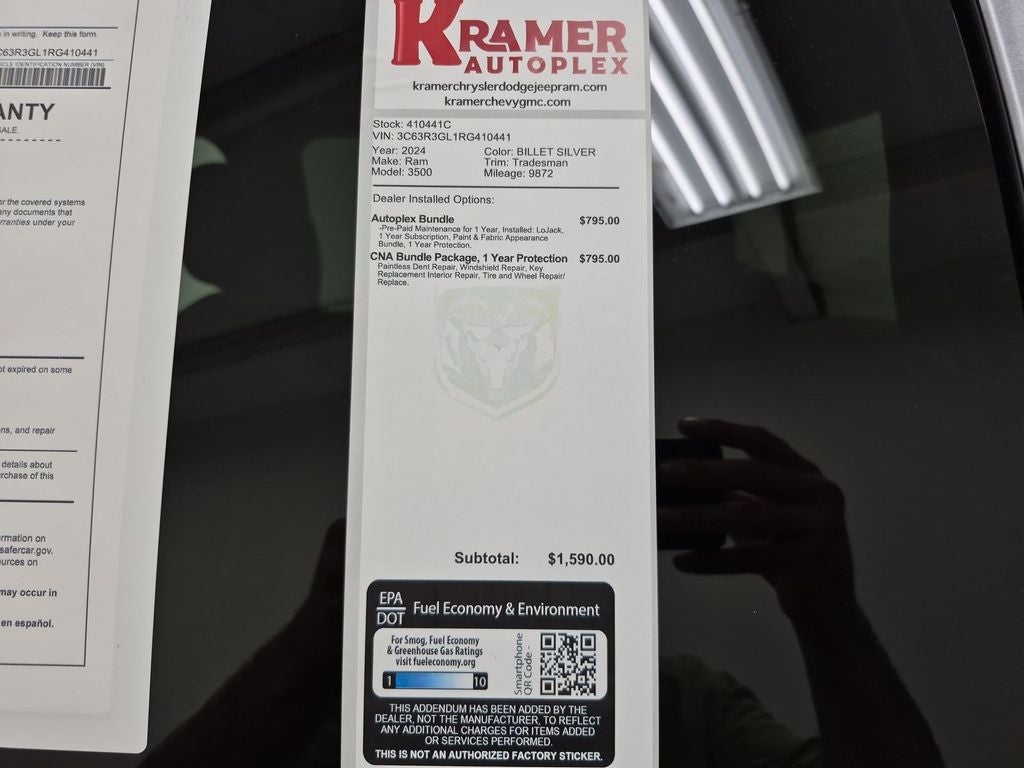 in writing. Keep this form.
C63R3GL1RG410441
VEHICLE IDENTIFICATION NUMBER (VIN)
ANTY
SALE.
or the covered systems
any documents that
rranties under your
ot expired on some
ns, and repair
details about
urchase of this
rmation on
safercar.gov.
ources on
may occur in
en español.
KRAMER
AUTOPLEX
kramerchryslerdodgejeepram.com
kramerchevygmc.com
Stock: 410441C
VIN: 3C63R3GL1RG410441
Year: 2024 Color: BILLET SILVER
Make: Ram Trim: Tradesman
Model: 3500 Mileage: 9872
Dealer Installed Options:
Autoplex Bundle $795.00
-Pre-Paid Maintenance for 1 Year, Installed: LoJack,
1 Year Subscription, Paint & Fabric Appearance
Bundle, 1 Year Protection.
CNA Bundle Package, 1 Year Protection $795.00
Paintless Dent Repair, Windshield Repair, Key
Replacement Interior Repair, Tire and Wheel Repair/
Replace.
Subtotal: $1,590.00
EPA
DOT
Fuel Economy & Environment
For Smog, Fuel Economy
& Greenhouse Gas Ratings
visit fueleconomy.org
1 10
Smartphone
QR Code -
THIS ADDENDUM HAS BEEN ADDED BY THE
DEALER, NOT THE MANUFACTURER, TO REFLECT
ANY ADDITIONAL CHARGES FOR ITEMS ADDED
OR SERVICES PERFORMED.
THIS IS NOT AN AUTHORIZED FACTORY STICKER.